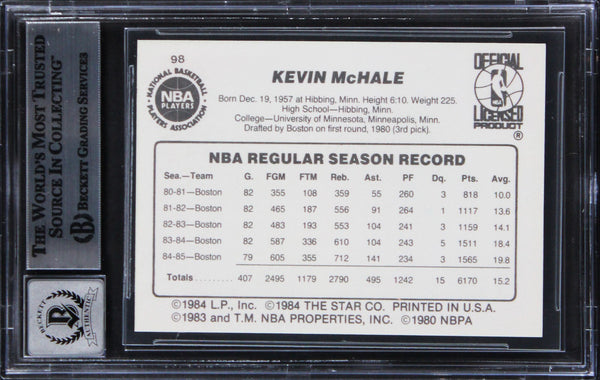 THE WORLD'S MOST TRUSTED
SOURCE IN COLLECTING™
BECKETT GRADING SERVICES
BECKETT
AUTHENTIC
98
NATIONAL BASKETBALL
NBA
PLAYERS
PLAYERS ASSOCIATION
KEVIN McHALE
Born Dec. 19, 1957 at Hibbing, Minn. Height 6:10. Weight 225.
High School—Hibbing, Minn.
College—University of Minnesota, Minneapolis, Minn.
Drafted by Boston on first round, 1980 (3rd pick).
OFFICIAL
NBA
LICENSED
PRODUCT
®
NBA REGULAR SEASON RECORD
Sea.—Team G. FGM FTM Reb. Ast. PF Dq. Pts. Avg.
80-81—Boston 82 355 108 359 55 260 3 818 10.0
81-82—Boston 82 465 187 556 91 264 1 1117 13.6
82-83—Boston 82 483 193 553 104 241 3 1159 14.1
83-84—Boston 82 587 336 610 104 243 5 1511 18.4
84-85—Boston 79 605 355 712 141 234 3 1565 19.8
Totals ......... 407 2495 1179 2790 495 1242 15 6170 15.2
©1984 L.P., Inc. ©1984 THE STAR CO. PRINTED IN U.S.A.
©1983 and T.M. NBA PROPERTIES, INC. ©1980 NBPA